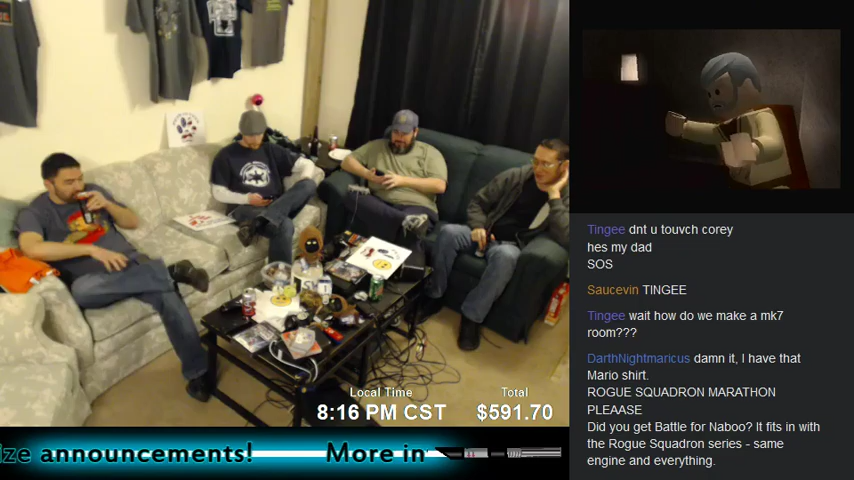 Tingee dnt u touvch corey
hes my dad
SOS
Saucevin TINGEE
Tingee wait how do we make a mk7
room???
DarthNightmaricus damn it, I have that
Mario shirt.
ROGUE SQUADRON MARATHON
PLEAASE
Did you get Battle for Naboo? It fits in with
the Rogue Squadron series - same
engine and everything.
Local Time
8:16 PM CST
Total
$591.70
ize announcements! More in